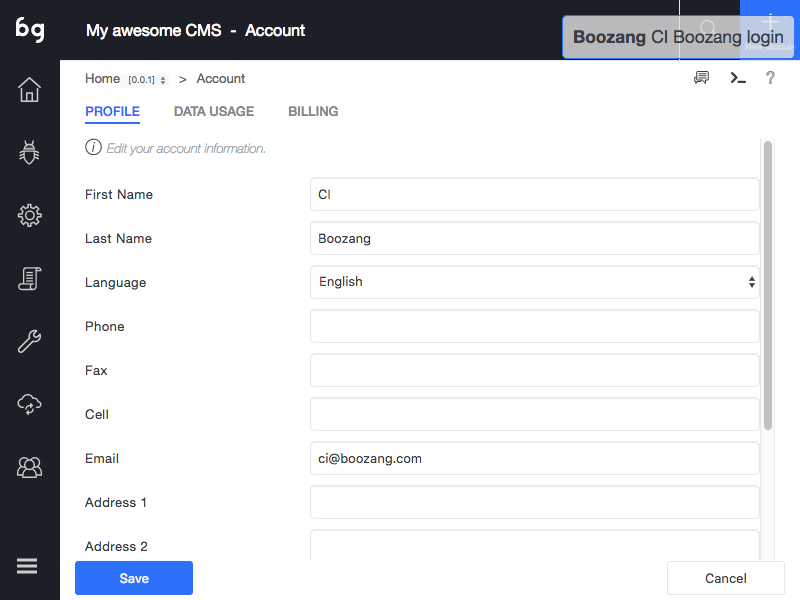 bg
My awesome CMS - Account
Boozang CI Boozang login
Home [0.0.1] > Account
?
PROFILE DATA USAGE BILLING
Edit your account information.
First Name CI
Last Name Boozang
Language English
Phone
Fax
Cell
Email ci@boozang.com
Address 1
Address 2
Save Cancel